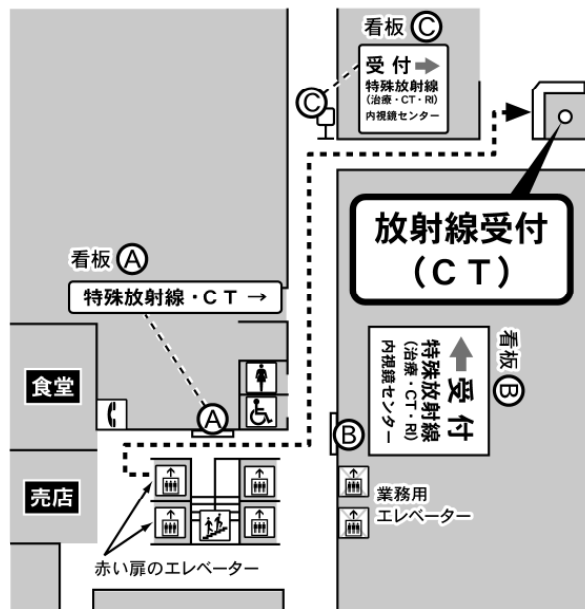 看板 Ⓒ
受付 ➡
特殊放射線
(治療・CT・RI)
内視鏡センター
Ⓒ
放射線受付
(CT)
看板 Ⓐ
特殊放射線・CT →
看板 Ⓑ
⬅ 受付
特殊放射線
(治療・CT・RI)
内視鏡センター
食堂
Ⓐ
Ⓑ
売店
業務用
エレベーター
赤い扉のエレベーター